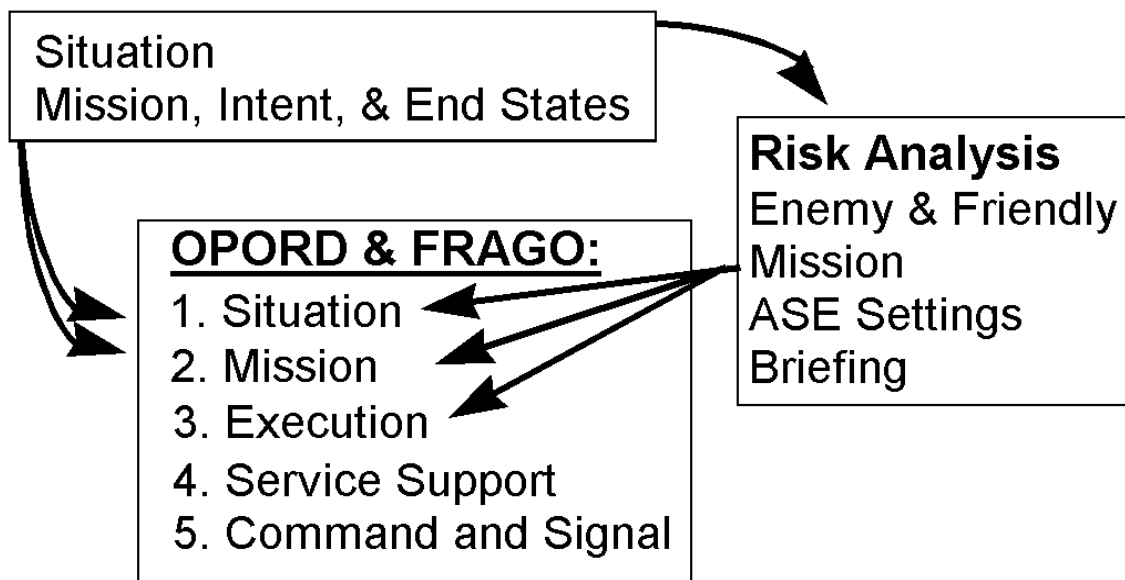 Situation
Mission, Intent, & End States
Risk Analysis
Enemy & Friendly
Mission
ASE Settings
Briefing
OPORD & FRAGO:
1. Situation
2. Mission
3. Execution
4. Service Support
5. Command and Signal